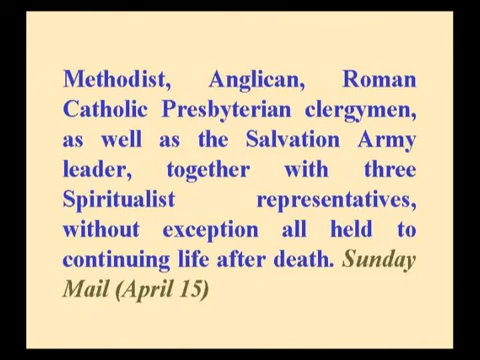 Methodist, Anglican, Roman
Catholic Presbyterian clergymen,
as well as the Salvation Army
leader, together with three
Spiritualist representatives,
without exception all held to
continuing life after death. Sunday
Mail (April 15)